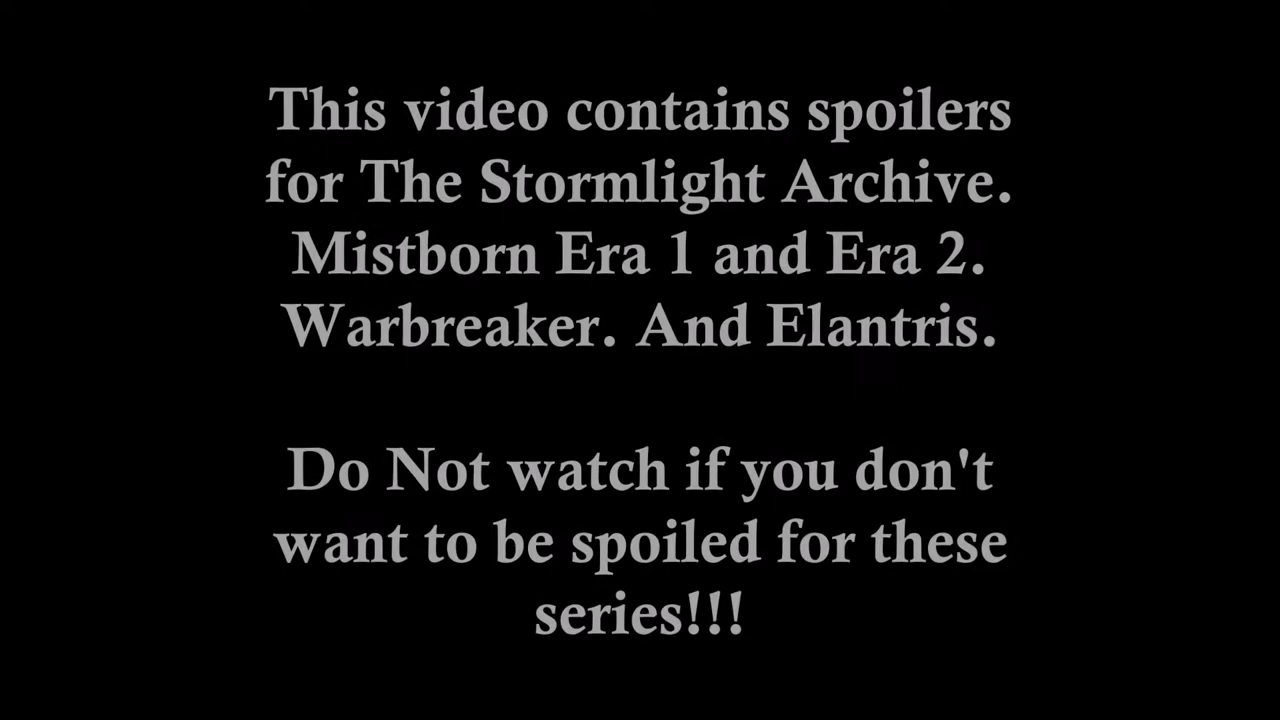 This video contains spoilers
for The Stormlight Archive.
Mistborn Era 1 and Era 2.
Warbreaker. And Elantris.
Do Not watch if you don't
want to be spoiled for these
series!!!